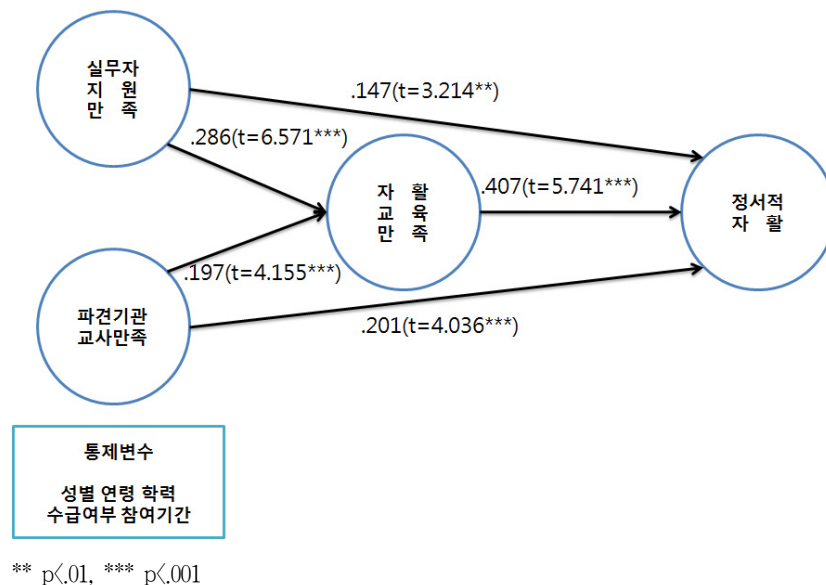 실무자
지 원
만 족
.147(t=3.214**)
.286(t=6.571***)
자 활
교 육
만 족
.407(t=5.741***)
정서적
자 활
.197(t=4.155***)
파견기관
교사만족
.201(t=4.036***)
통제변수
성별 연령 학력
수급여부 참여기간
** p<.01, *** p<.001